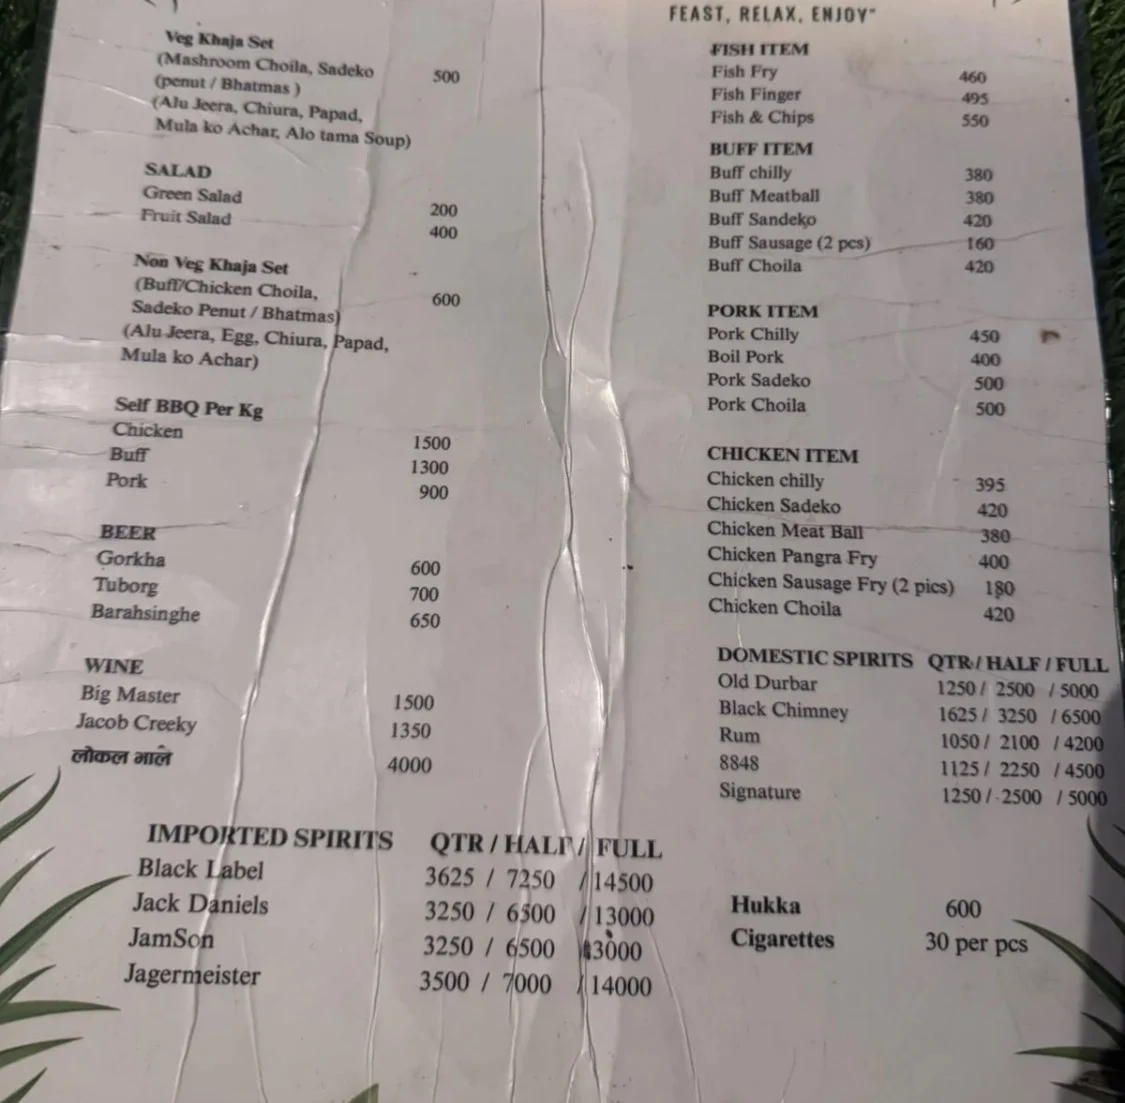 FEAST, RELAX, ENJOY"
Veg Khaja Set
(Mashroom Choila, Sadeko 500
(penut / Bhatmas )
(Alu Jeera, Chiura, Papad,
Mula ko Achar, Alo tama Soup)
SALAD
Green Salad 200
Fruit Salad 400
Non Veg Khaja Set
(Buff/Chicken Choila, 600
Sadeko Penut / Bhatmas)
(Alu Jeera, Egg, Chiura, Papad,
Mula ko Achar)
Self BBQ Per Kg
Chicken 1500
Buff 1300
Pork 900
BEER
Gorkha 600
Tuborg 700
Barahsinghe 650
WINE
Big Master 1500
Jacob Creeky 1350
लोकल भाले 4000
IMPORTED SPIRITS QTR / HALF / FULL
Black Label 3625 / 7250 / 14500
Jack Daniels 3250 / 6500 / 13000
JamSon 3250 / 6500 13000
Jagermeister 3500 / 7000 / 14000
FISH ITEM
Fish Fry 460
Fish Finger 495
Fish & Chips 550
BUFF ITEM
Buff chilly 380
Buff Meatball 380
Buff Sandeko 420
Buff Sausage (2 pcs) 160
Buff Choila 420
PORK ITEM
Pork Chilly 450
Boil Pork 400
Pork Sadeko 500
Pork Choila 500
CHICKEN ITEM
Chicken chilly 395
Chicken Sadeko 420
Chicken Meat Ball 380
Chicken Pangra Fry 400
Chicken Sausage Fry (2 pics) 180
Chicken Choila 420
DOMESTIC SPIRITS QTR / HALF / FULL
Old Durbar 1250 / 2500 / 5000
Black Chimney 1625 / 3250 / 6500
Rum 1050 / 2100 / 4200
8848 1125 / 2250 / 4500
Signature 1250 / 2500 / 5000
Hukka 600
Cigarettes 30 per pcs